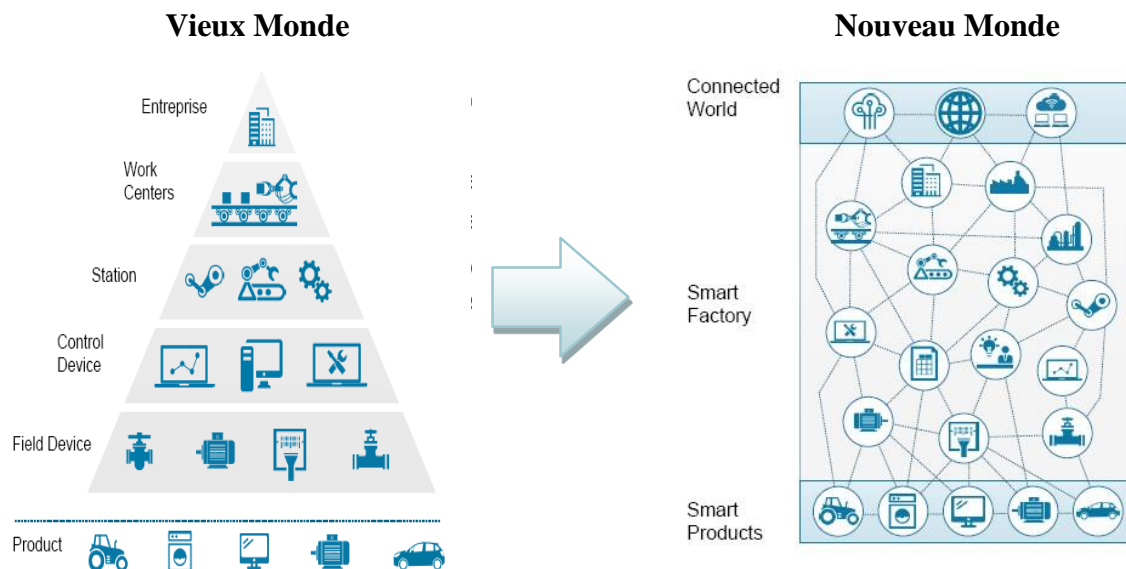 Vieux Monde
Entreprise
Work
Centers
Station
Control
Device
Field Device
Product
Nouveau Monde
Connected
World
Smart
Factory
Smart
Products